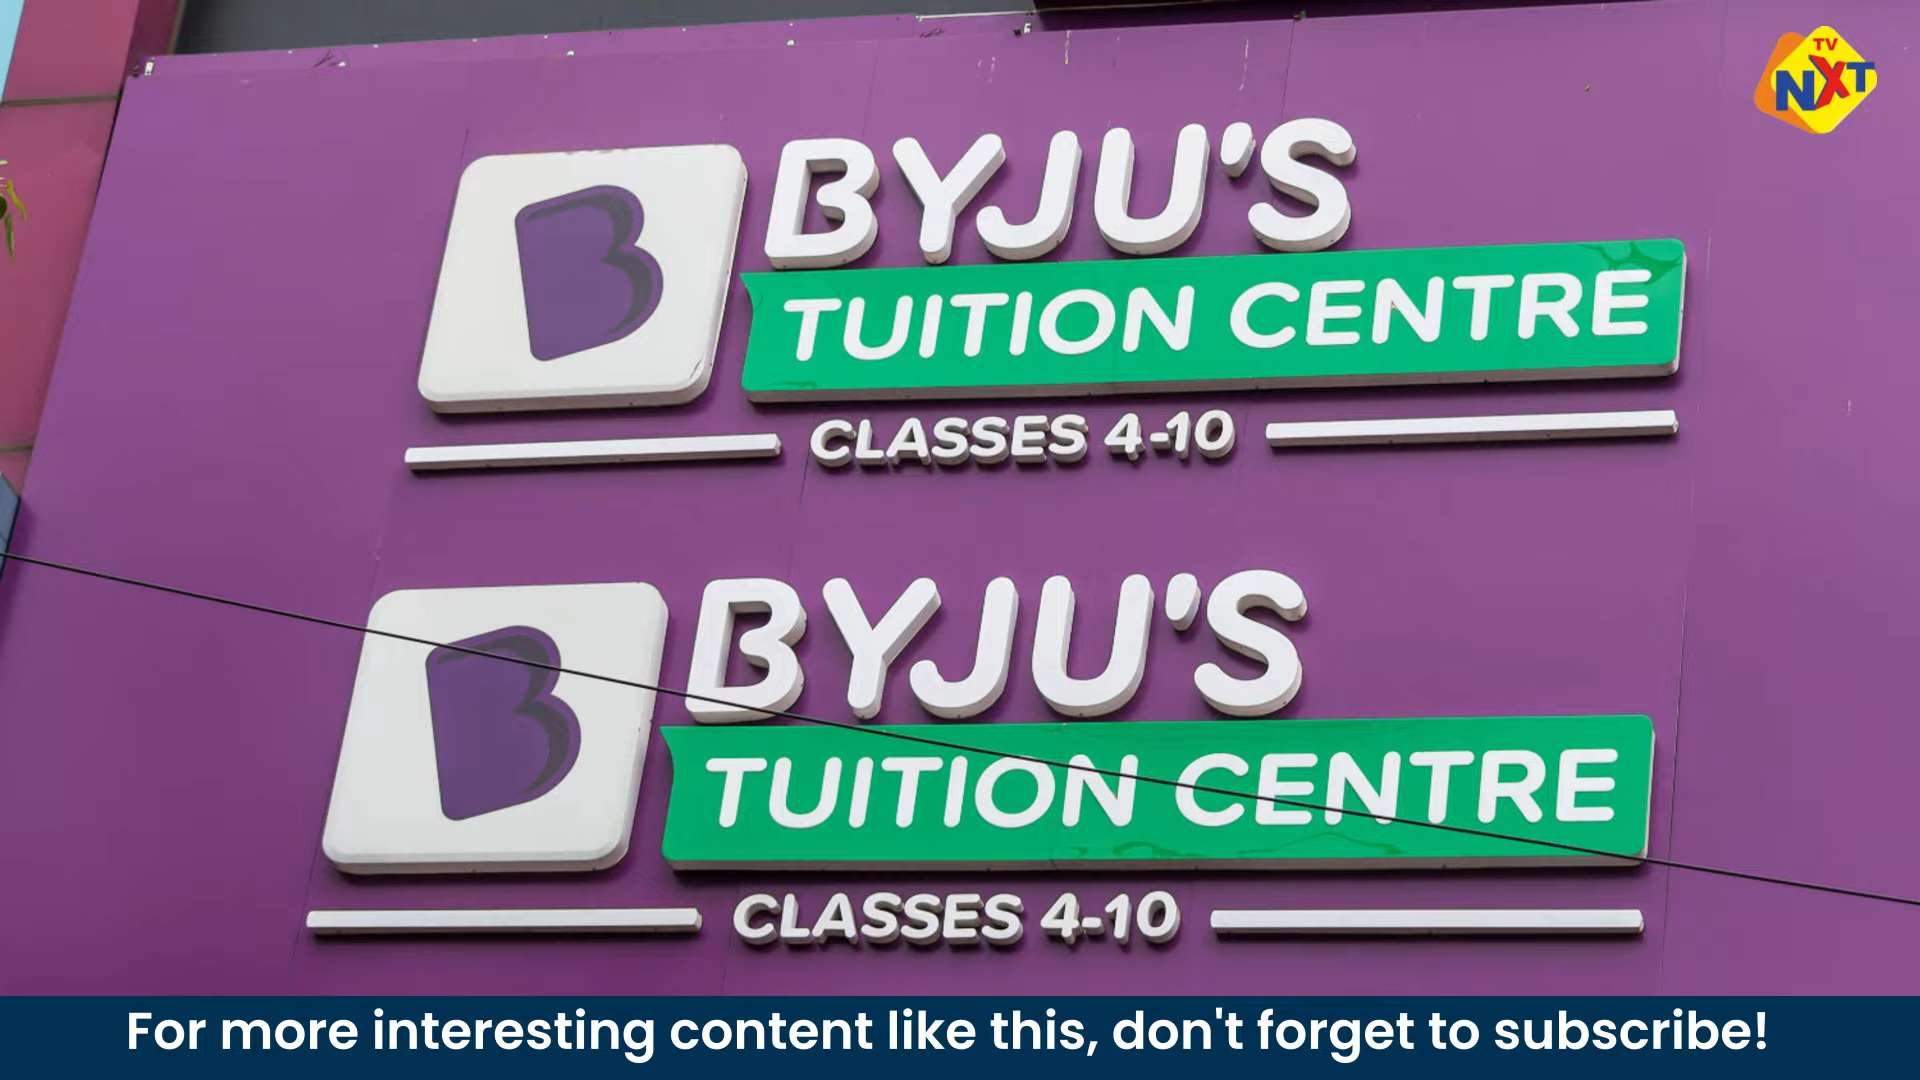 TV
NXT
B
BYJU'S
TUITION CENTRE
CLASSES 4-10
B
BYJU'S
TUITION CENTRE
CLASSES 4-10
For more interesting content like this, don't forget to subscribe!